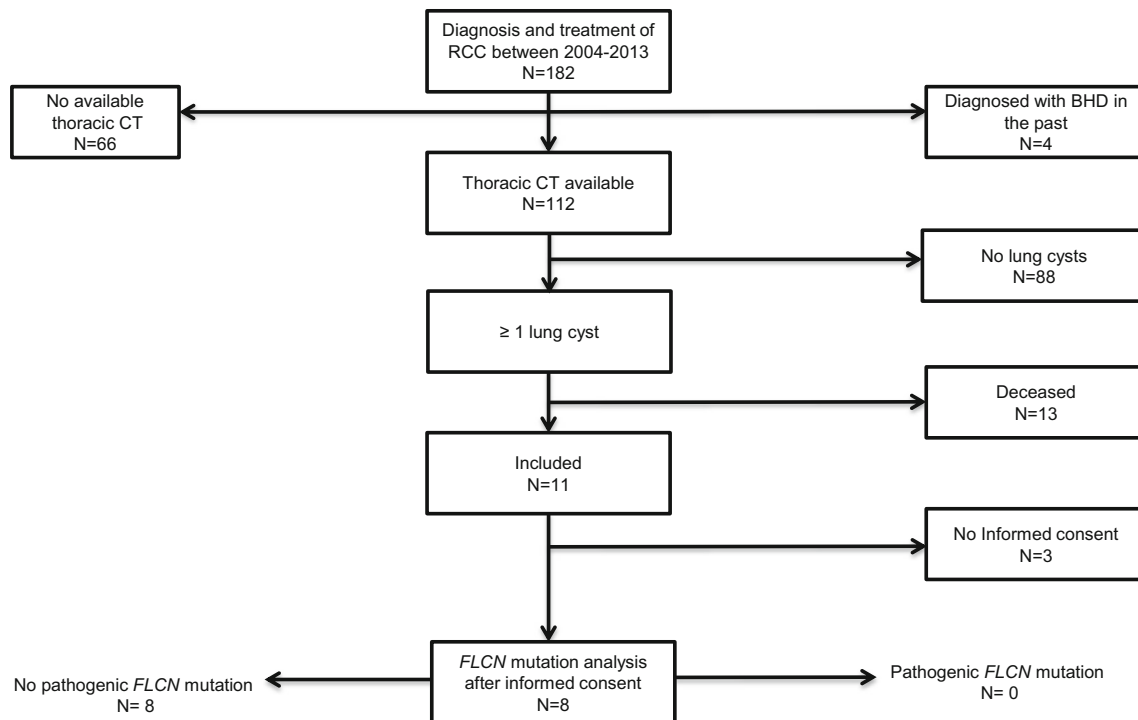 Diagnosis and treatment of
RCC between 2004-2013
N=182
No available
thoracic CT
N=66
Diagnosed with BHD in
the past
N=4
Thoracic CT available
N=112
No lung cysts
N=88
≥ 1 lung cyst
Deceased
N=13
Included
N=11
No Informed consent
N=3
FLCN mutation analysis
after informed consent
N=8
No pathogenic FLCN mutation
N= 8
Pathogenic FLCN mutation
N= 0